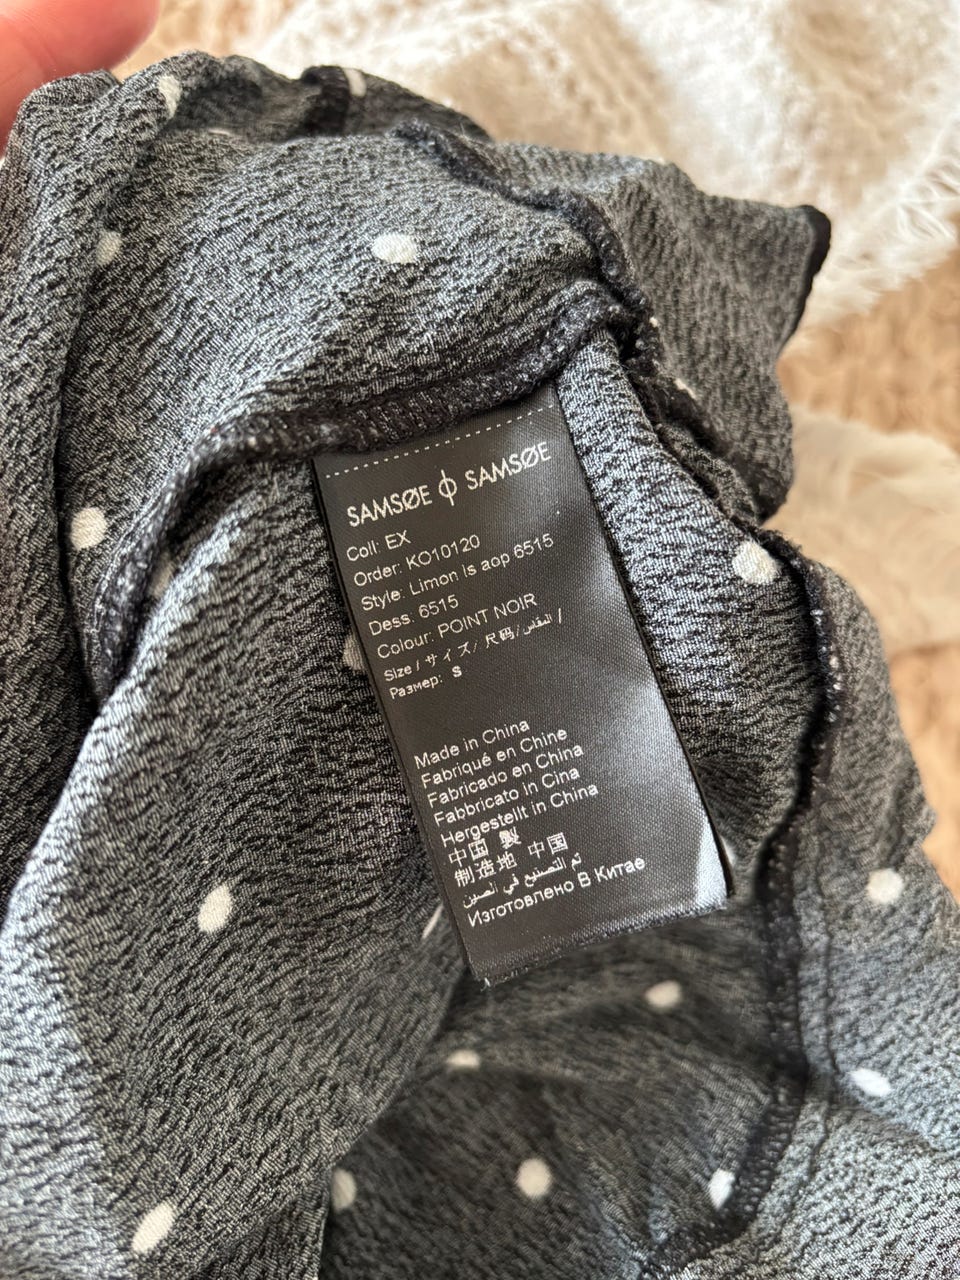 SAMSØE ϕ SAMSØE
Coll: EX
Order: KO10120
Style: Limon ls aop 6515
Dess: 6515
Colour: POINT NOIR
Size / サイズ/ 尺码/ المقاس /
Размер: S
Made in China
Fabriqué en Chine
Fabricado en China
Fabbricato in Cina
Hergestellt in China
中国 製
制造地 中国
تم التصنيع في الصين
Изготовлено В Китае